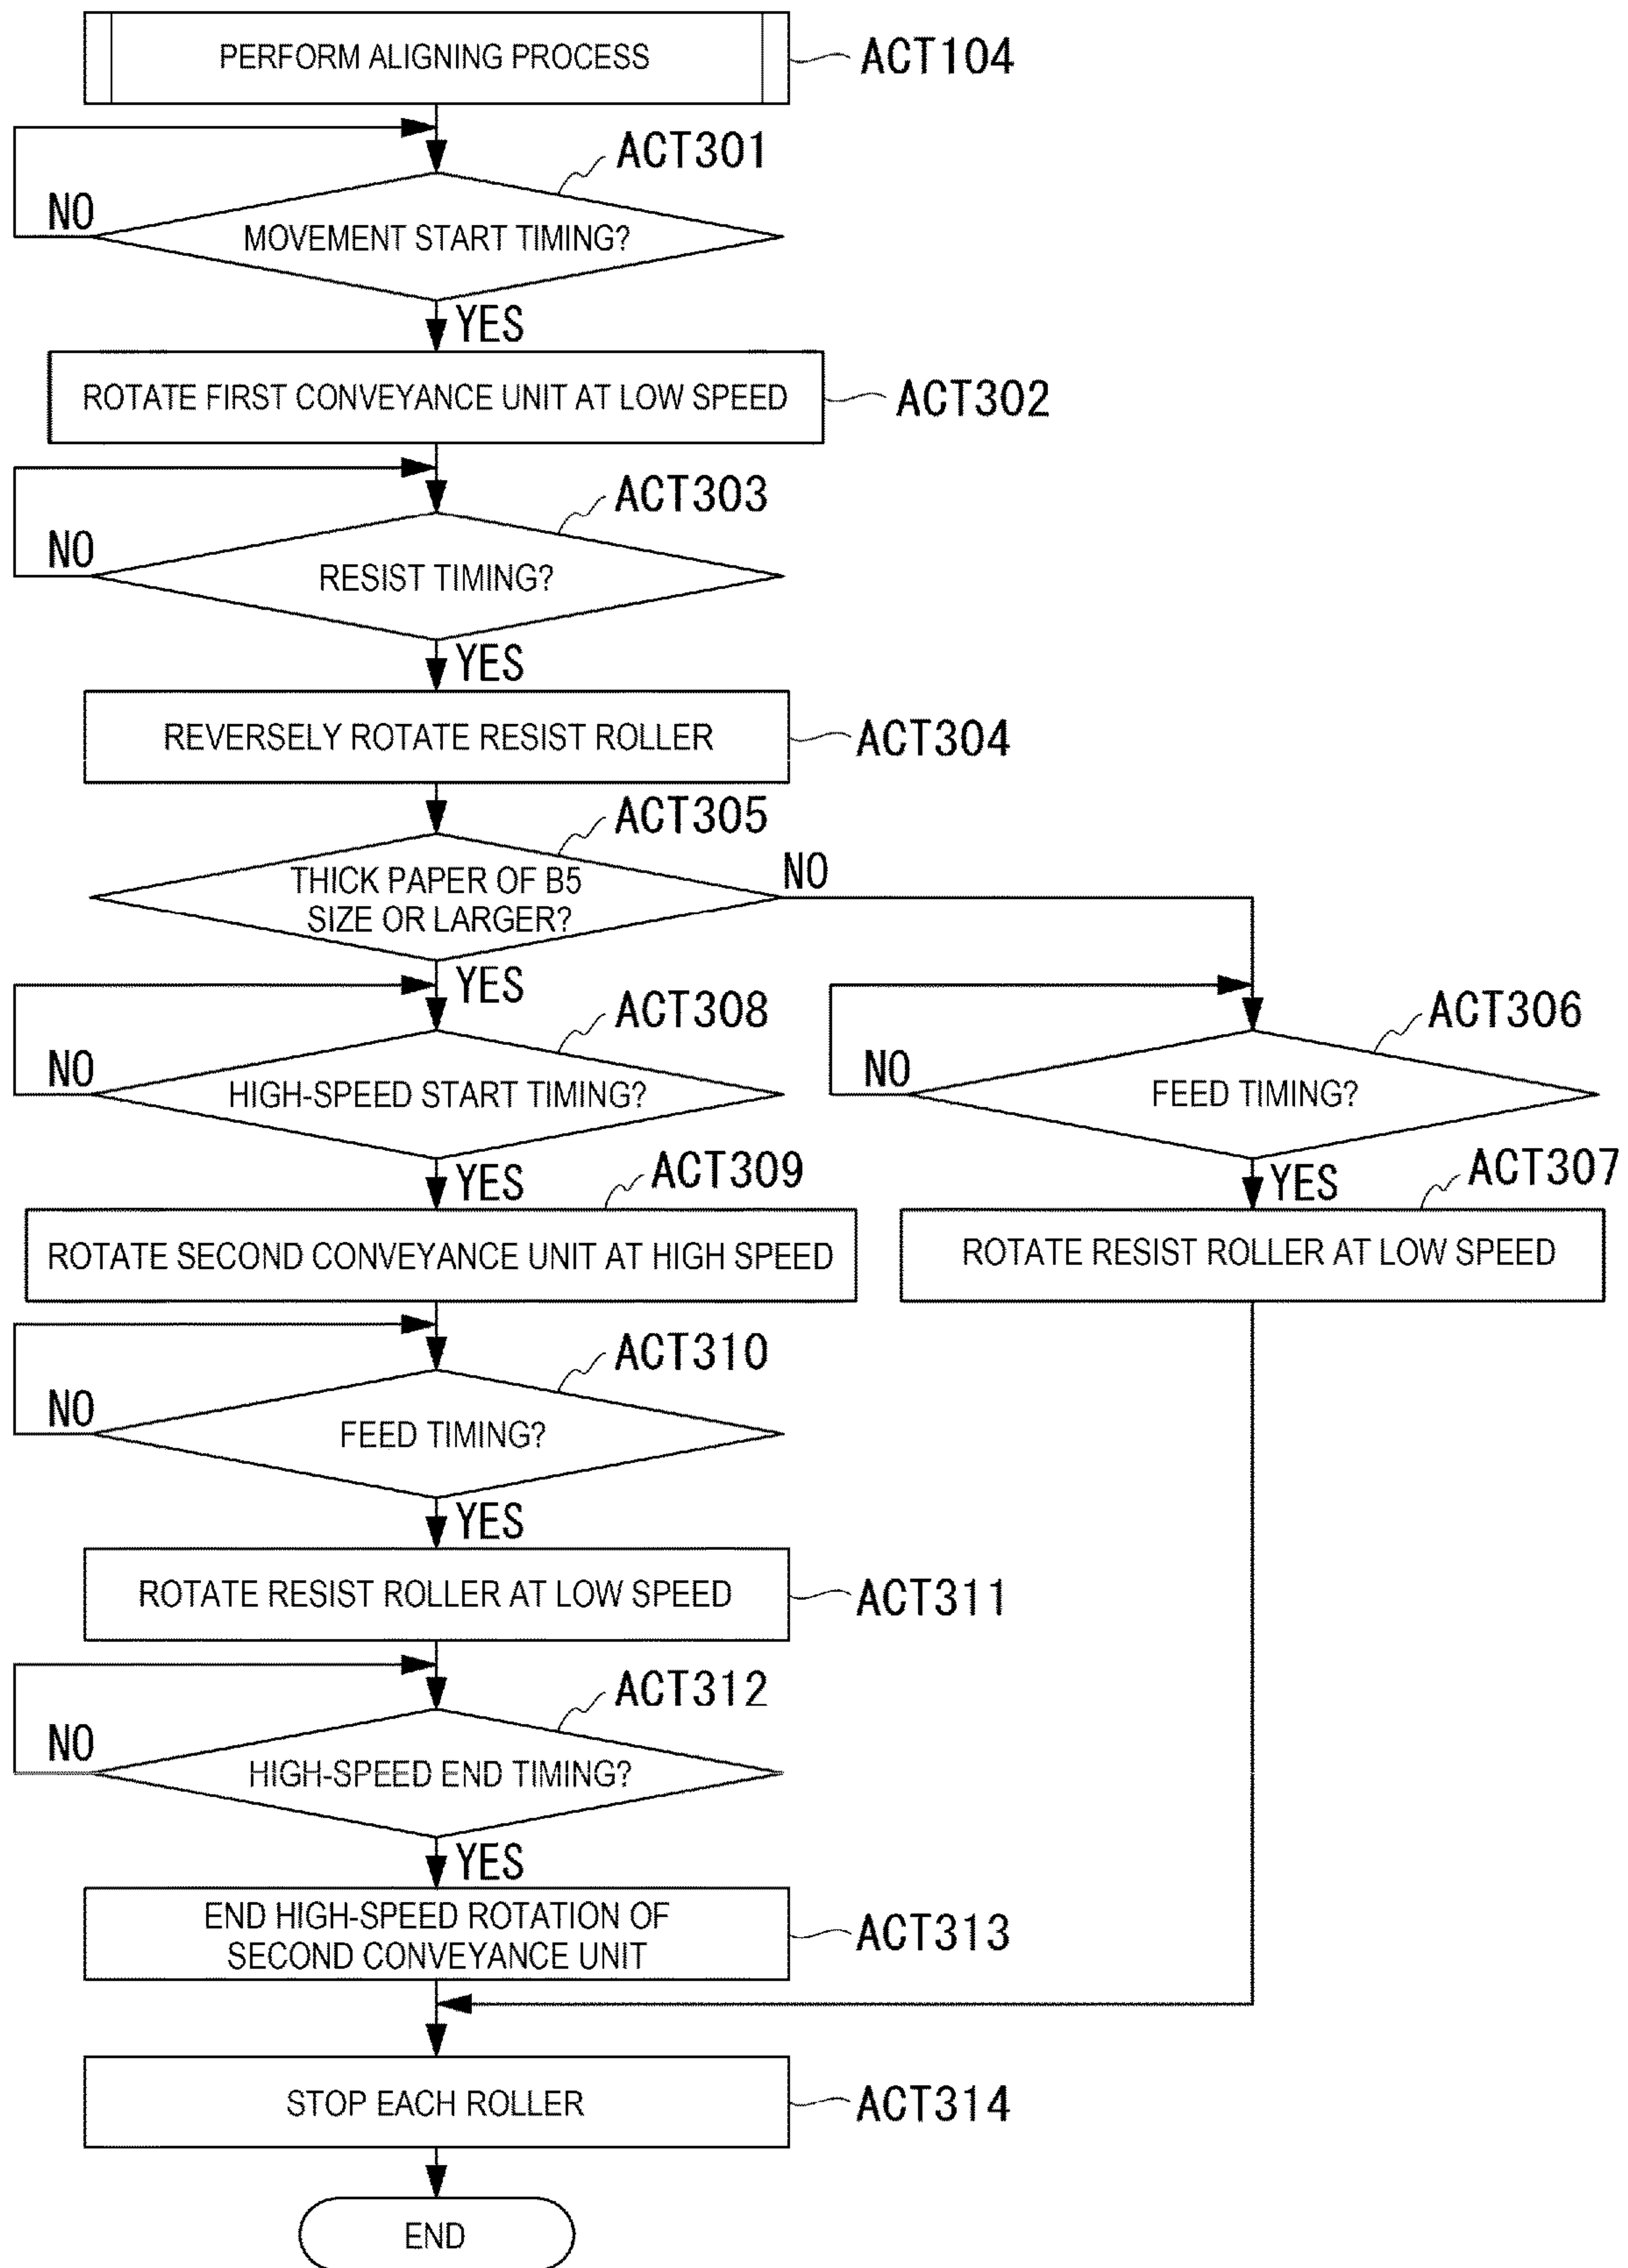 PERFORM ALIGNING PROCESS
ACT104
ACT301
NO
MOVEMENT START TIMING?
YES
ROTATE FIRST CONVEYANCE UNIT AT LOW SPEED
ACT302
ACT303
NO
RESIST TIMING?
YES
REVERSELY ROTATE RESIST ROLLER
ACT304
ACT305
THICK PAPER OF B5
SIZE OR LARGER?
NO
YES
ACT308
NO
HIGH-SPEED START TIMING?
YES
ACT306
NO
FEED TIMING?
YES
ACT307
ROTATE RESIST ROLLER AT LOW SPEED
ACT309
ROTATE SECOND CONVEYANCE UNIT AT HIGH SPEED
ACT310
NO
FEED TIMING?
YES
ROTATE RESIST ROLLER AT LOW SPEED
ACT311
ACT312
NO
HIGH-SPEED END TIMING?
YES
END HIGH-SPEED ROTATION OF
SECOND CONVEYANCE UNIT
ACT313
STOP EACH ROLLER
ACT314
END